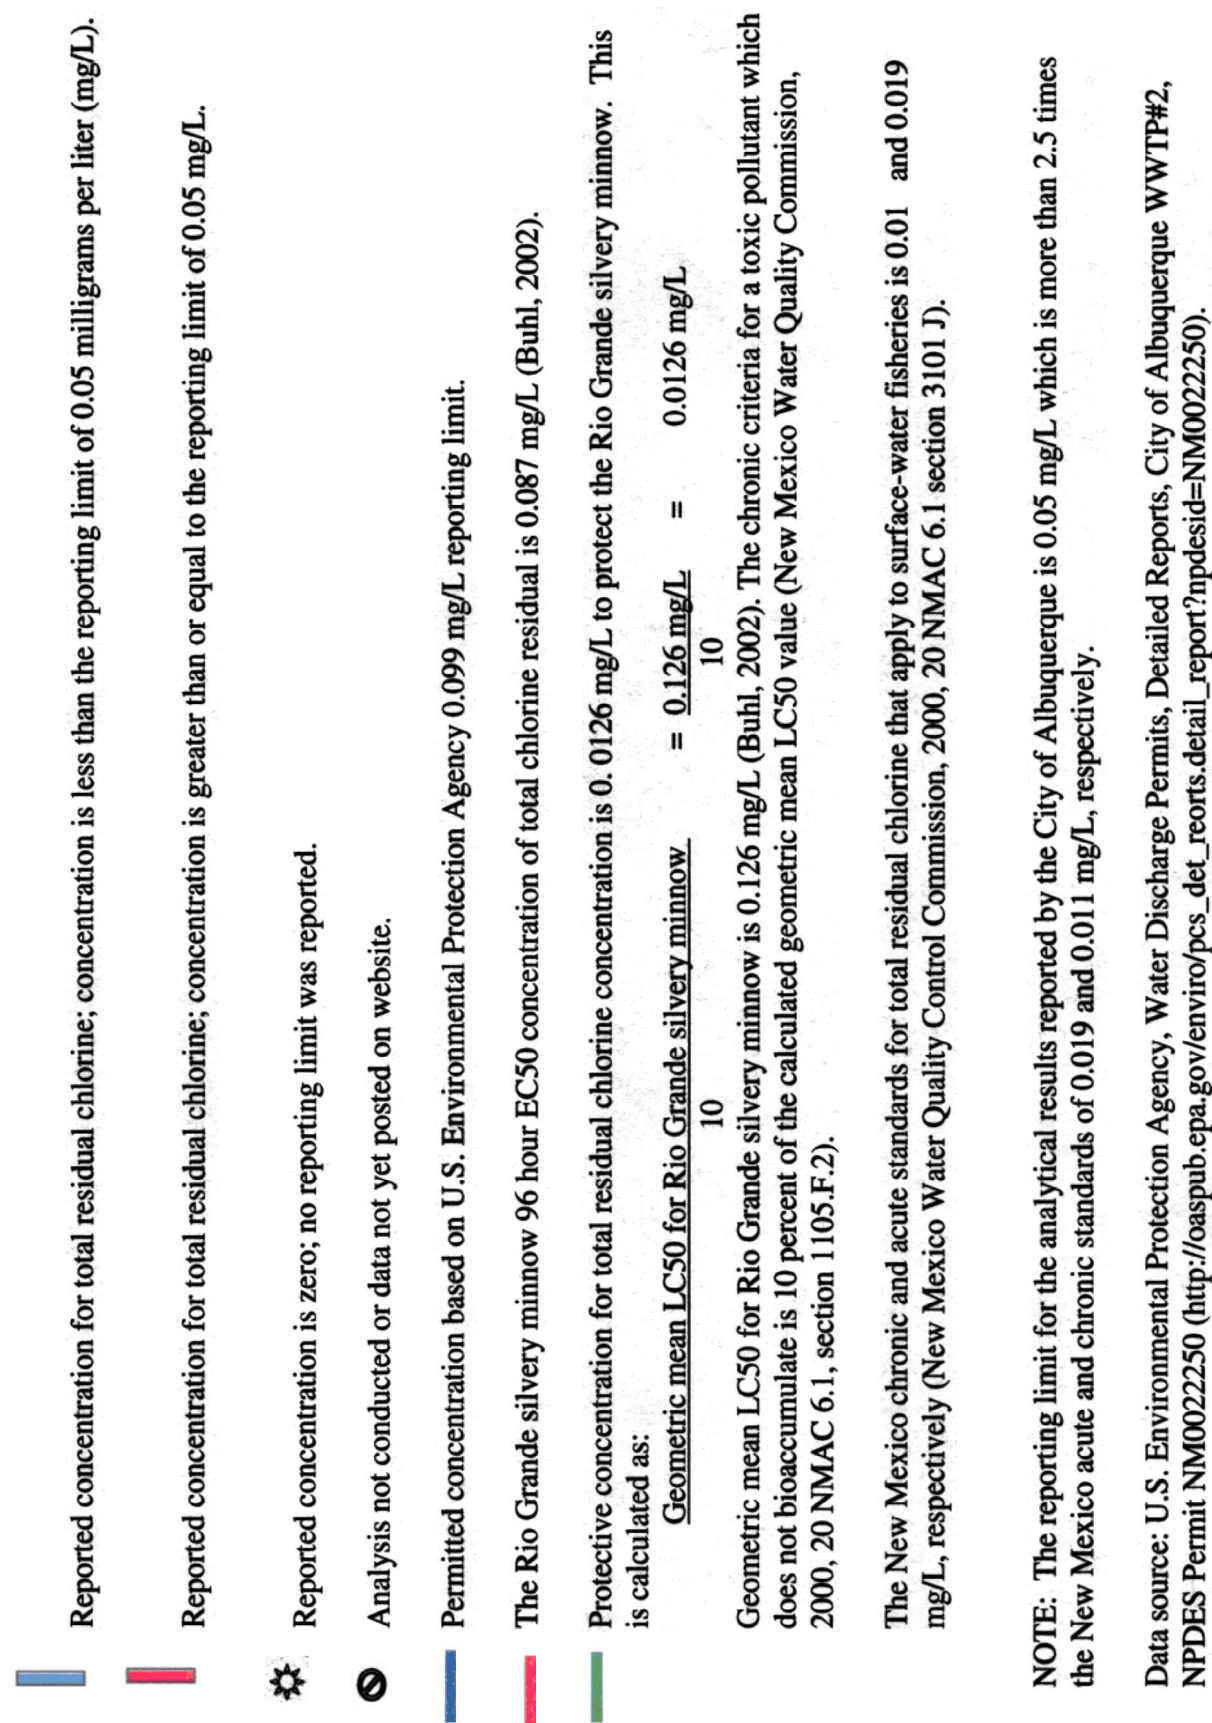 Reported concentration for total residual chlorine; concentration is less than the reporting limit of 0.05 milligrams per liter (mg/L).
Reported concentration for total residual chlorine; concentration is greater than or equal to the reporting limit of 0.05 mg/L.
Reported concentration is zero; no reporting limit was reported.
Analysis not conducted or data not yet posted on website.
Permitted concentration based on U.S. Environmental Protection Agency 0.099 mg/L reporting limit.
The Rio Grande silvery minnow 96 hour EC50 concentration of total chlorine residual is 0.087 mg/L (Buhl, 2002).
Protective concentration for total residual chlorine concentration is 0. 0126 mg/L to protect the Rio Grande silvery minnow. This
is calculated as:
Geometric mean LC50 for Rio Grande silvery minnow = 0.126 mg/L = 0.0126 mg/L
10 10
Geometric mean LC50 for Rio Grande silvery minnow is 0.126 mg/L (Buhl, 2002). The chronic criteria for a toxic pollutant which
does not bioaccumulate is 10 percent of the calculated geometric mean LC50 value (New Mexico Water Quality Commission,
2000, 20 NMAC 6.1, section 1105.F.2).
The New Mexico chronic and acute standards for total residual chlorine that apply to surface-water fisheries is 0.01 and 0.019
mg/L, respectively (New Mexico Water Quality Control Commission, 2000, 20 NMAC 6.1 section 3101 J).
NOTE: The reporting limit for the analytical results reported by the City of Albuquerque is 0.05 mg/L which is more than 2.5 times
the New Mexico acute and chronic standards of 0.019 and 0.011 mg/L, respectively.
Data source: U.S. Environmental Protection Agency, Water Discharge Permits, Detailed Reports, City of Albuquerque WWTP#2,
NPDES Permit NM0022250 (http://oaspub.epa.gov/enviro/pcs_det_reorts.detail_report?npdesid=NM0022250).